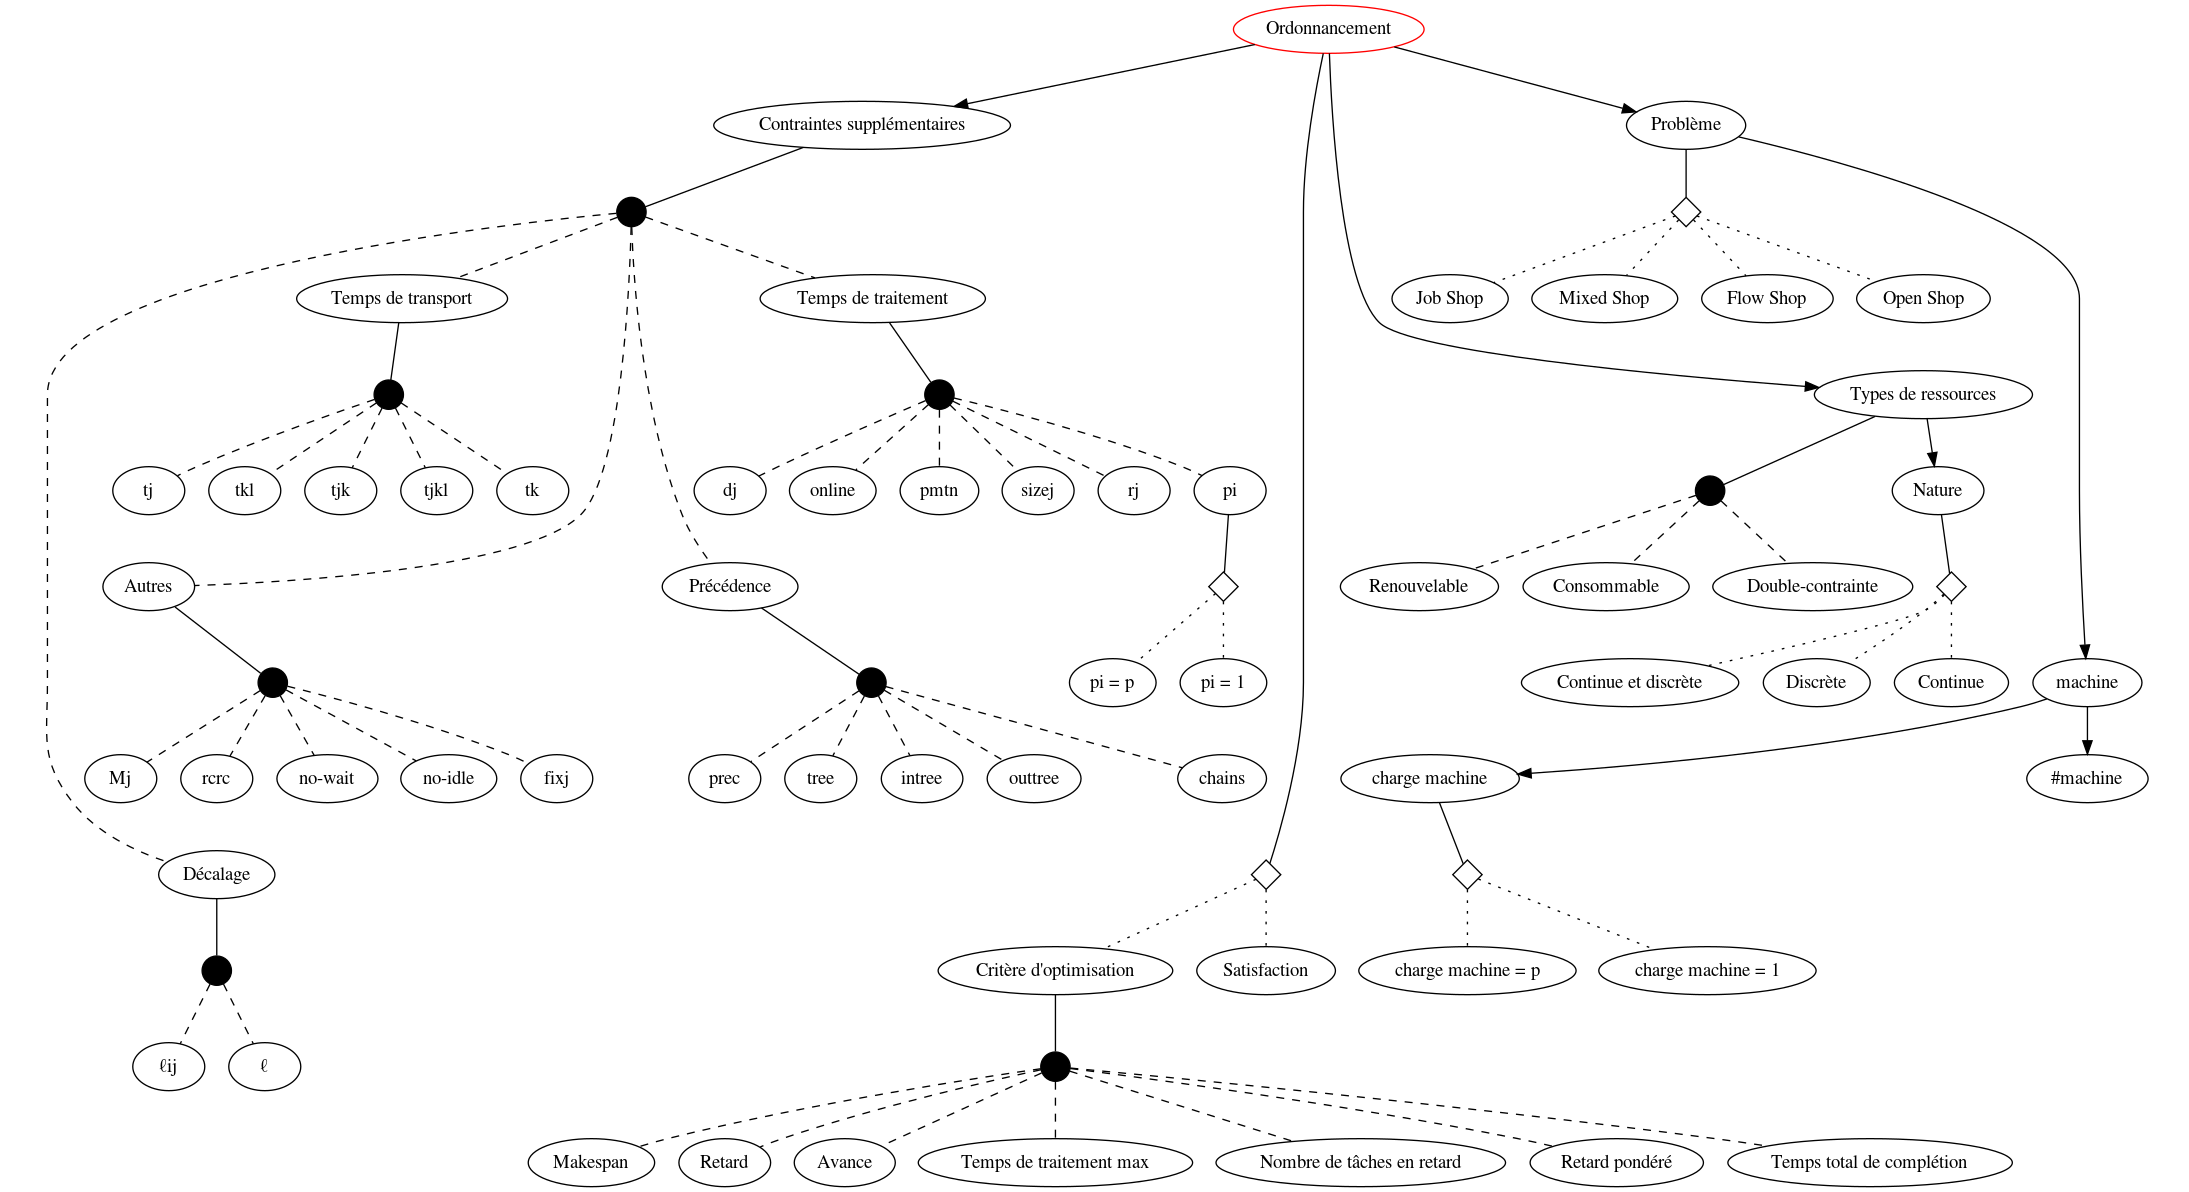 Ordonnancement
Contraintes supplémentaires
Problème
Temps de transport
Temps de traitement
Job Shop
Mixed Shop
Flow Shop
Open Shop
Types de ressources
tj
tkl
tjk
tjkl
tk
dj
online
pmtn
sizej
rj
pi
Nature
Autres
Précédence
Renouvelable
Consommable
Double-contrainte
pi = p
pi = 1
Continue et discrète
Discrète
Continue
machine
Mj
rcrc
no-wait
no-idle
fixj
prec
tree
intree
outtree
chains
charge machine
#machine
Décalage
Critère d'optimisation
Satisfaction
charge machine = p
charge machine = 1
ℓij
ℓ
Makespan
Retard
Avance
Temps de traitement max
Nombre de tâches en retard
Retard pondéré
Temps total de complétion